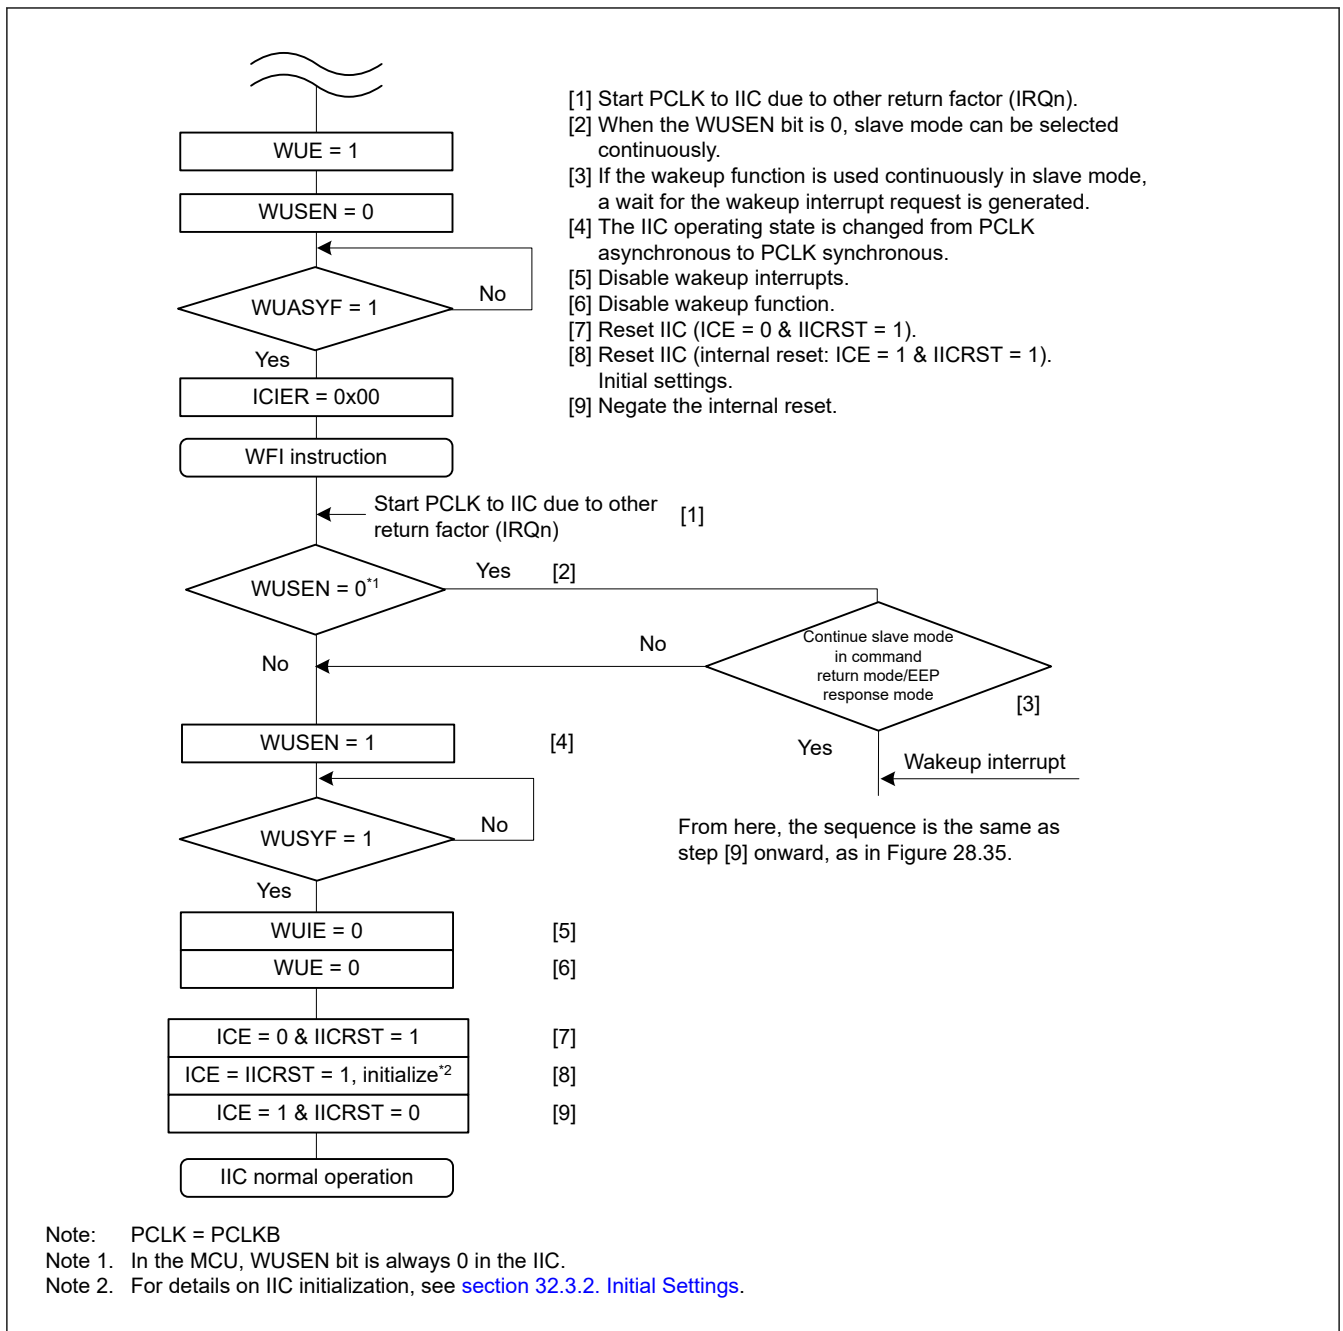 WUE = 1
WUSEN = 0
WUASYF = 1
No
Yes
ICIER = 0x00
WFI instruction
[1] Start PCLK to IIC due to other return factor (IRQn).
[2] When the WUSEN bit is 0, slave mode can be selected
continuously.
[3] If the wakeup function is used continuously in slave mode,
a wait for the wakeup interrupt request is generated.
[4] The IIC operating state is changed from PCLK
asynchronous to PCLK synchronous.
[5] Disable wakeup interrupts.
[6] Disable wakeup function.
[7] Reset IIC (ICE = 0 & IICRST = 1).
[8] Reset IIC (internal reset: ICE = 1 & IICRST = 1).
Initial settings.
[9] Negate the internal reset.
Start PCLK to IIC due to other
return factor (IRQn)
[1]
WUSEN = 0*1
Yes
[2]
No
Continue slave mode
in command
return mode/EEP
response mode
[3]
No
Yes
Wakeup interrupt
From here, the sequence is the same as
step [9] onward, as in Figure 28.35.
WUSEN = 1
[4]
WUSYF = 1
No
Yes
WUIE = 0
[5]
WUE = 0
[6]
ICE = 0 & IICRST = 1
[7]
ICE = IICRST = 1, initialize*2
[8]
ICE = 1 & IICRST = 0
[9]
IIC normal operation
Note: PCLK = PCLKB
Note 1. In the MCU, WUSEN bit is always 0 in the IIC.
Note 2. For details on IIC initialization, see section 32.3.2. Initial Settings.